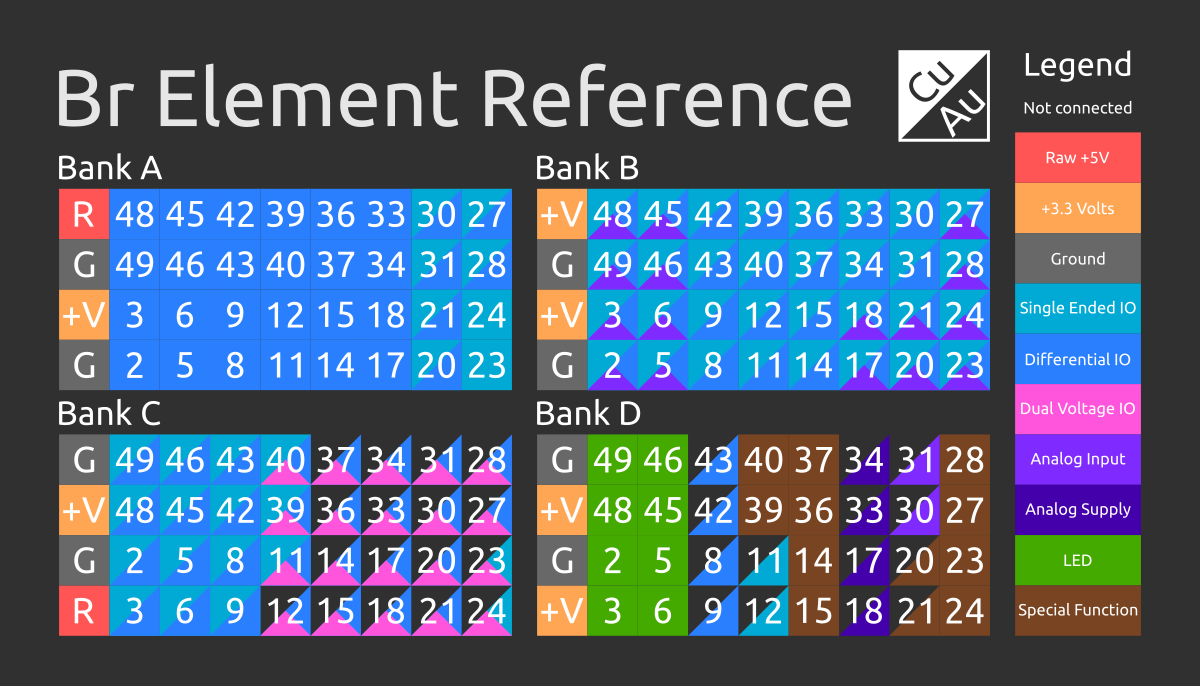 Br Element Reference
Cu
Au
Legend
Not connected
Raw +5V
+3.3 Volts
Ground
Single Ended IO
Differential IO
Dual Voltage IO
Analog Input
Analog Supply
LED
Special Function
Bank A
R 48 45 42 39 36 33 30 27
G 49 46 43 40 37 34 31 28
+V 3 6 9 12 15 18 21 24
G 2 5 8 11 14 17 20 23
Bank B
+V 48 45 42 39 36 33 30 27
G 49 46 43 40 37 34 31 28
+V 3 6 9 12 15 18 21 24
G 2 5 8 11 14 17 20 23
Bank C
G 49 46 43 40 37 34 31 28
+V 48 45 42 39 36 33 30 27
G 2 5 8 11 14 17 20 23
R 3 6 9 12 15 18 21 24
Bank D
G 49 46 43 40 37 34 31 28
+V 48 45 42 39 36 33 30 27
G 2 5 8 11 14 17 20 23
+V 3 6 9 12 15 18 21 24